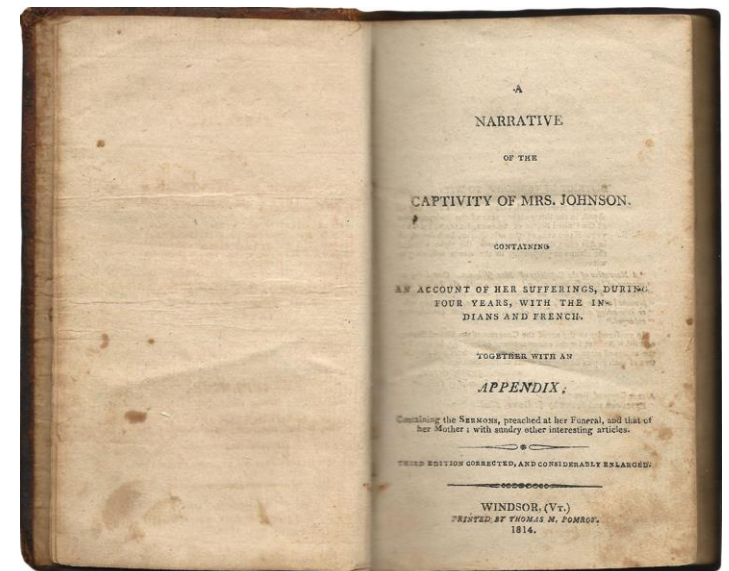 A
NARRATIVE
OF THE
CAPTIVITY OF MRS. JOHNSON.
CONTAINING
AN ACCOUNT OF HER SUFFERINGS, DURING
FOUR YEARS, WITH THE IN-
DIANS AND FRENCH.
TOGETHER WITH AN
APPENDIX;
Containing the SERMONS, preached at her Funeral, and that of
her Mother; with sundry other interesting articles.
THIRD EDITION CORRECTED, AND CONSIDERABLY ENLARGED.
WINDSOR, (VT.)
PRINTED BY THOMAS M. POMROY.
1814.